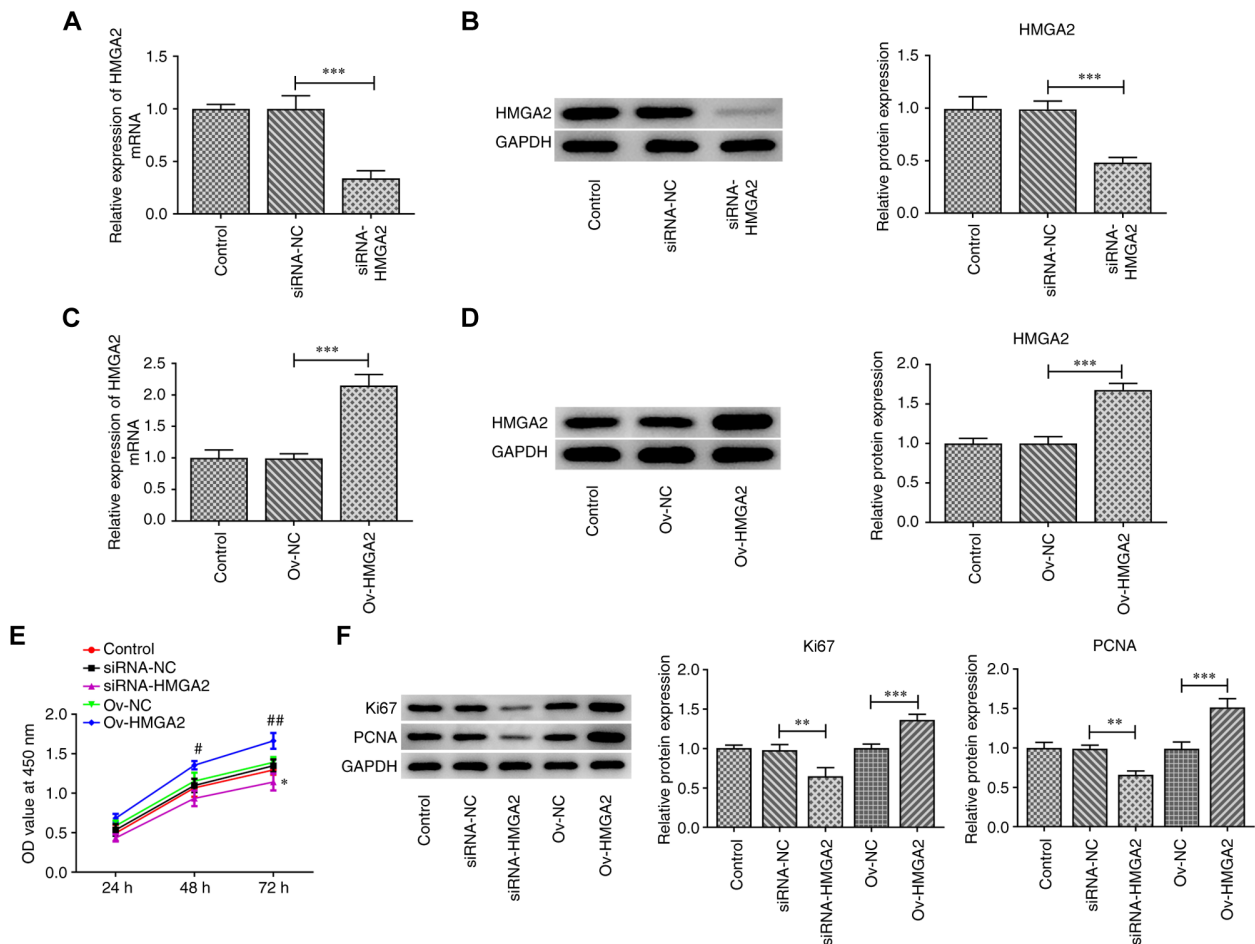 A
Relative expression of HMGA2
mRNA
1.5
1.0
0.5
0.0
***
Control
siRNA-NC
siRNA-
HMGA2
B
HMGA2
GAPDH
Control
siRNA-NC
siRNA-
HMGA2
HMGA2
Relative protein expression
1.5
1.0
0.5
0.0
***
Control
siRNA-NC
siRNA-
HMGA2
C
Relative expression of HMGA2
mRNA
2.5
2.0
1.5
1.0
0.5
0.0
***
Control
Ov-NC
Ov-HMGA2
D
HMGA2
GAPDH
Control
Ov-NC
Ov-HMGA2
HMGA2
Relative protein expression
2.0
1.5
1.0
0.5
0.0
***
Control
Ov-NC
Ov-HMGA2
E
Control
siRNA-NC
siRNA-HMGA2
Ov-NC
Ov-HMGA2
OD value at 450 nm
2.0
1.5
1.0
0.5
0.0
#
##
*
24 h
48 h
72 h
F
Ki67
PCNA
GAPDH
Control
siRNA-NC
siRNA-HMGA2
Ov-NC
Ov-HMGA2
Ki67
Relative protein expression
2.0
1.5
1.0
0.5
0.0
**
***
Control
siRNA-NC
siRNA-HMGA2
Ov-NC
Ov-HMGA2
PCNA
Relative protein expression
2.0
1.5
1.0
0.5
0.0
**
***
Control
siRNA-NC
siRNA-HMGA2
Ov-NC
Ov-HMGA2